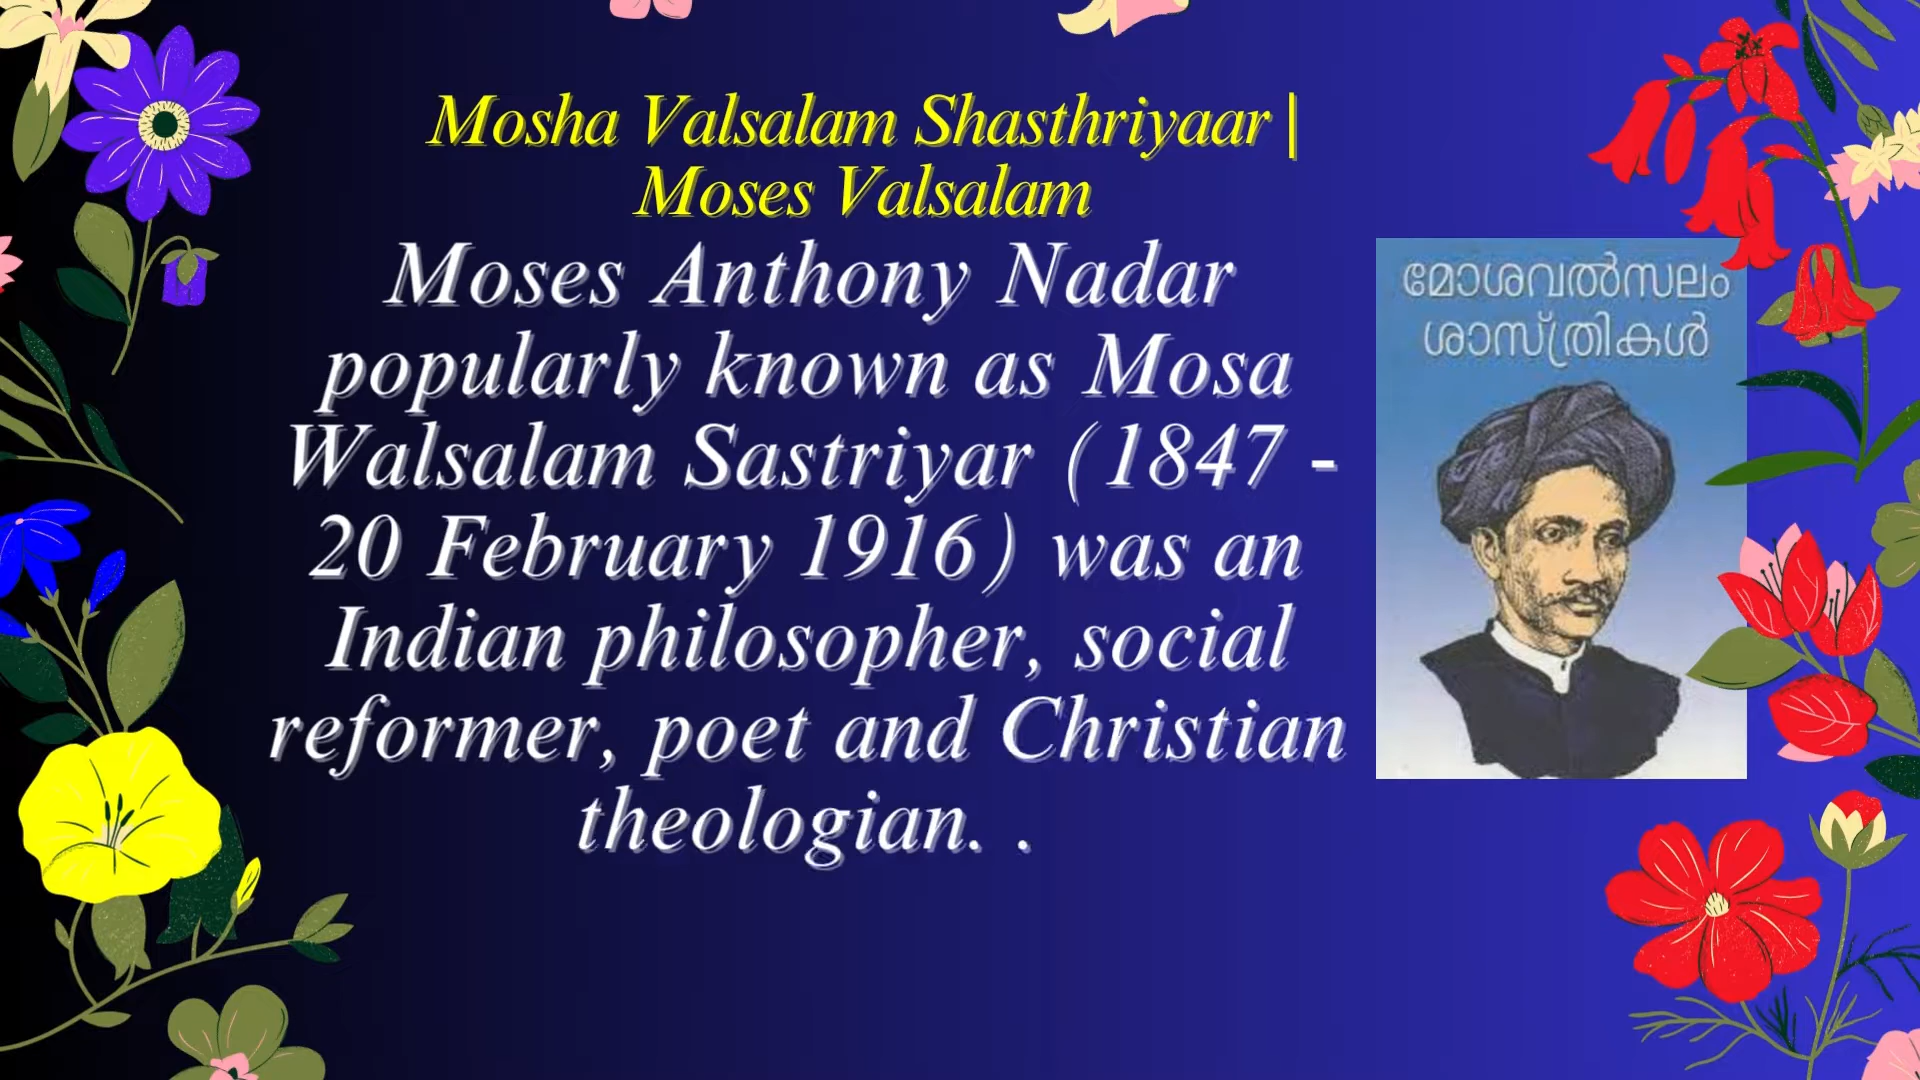 Mosha Valsalam Shasthriyaar |
Moses Valsalam
Moses Anthony Nadar
popularly known as Mosa
Walsalam Sastriyar (1847 -
20 February 1916) was an
Indian philosopher, social
reformer, poet and Christian
theologian. .
മോശവൽസലം
ശാസ്ത്രികൾ